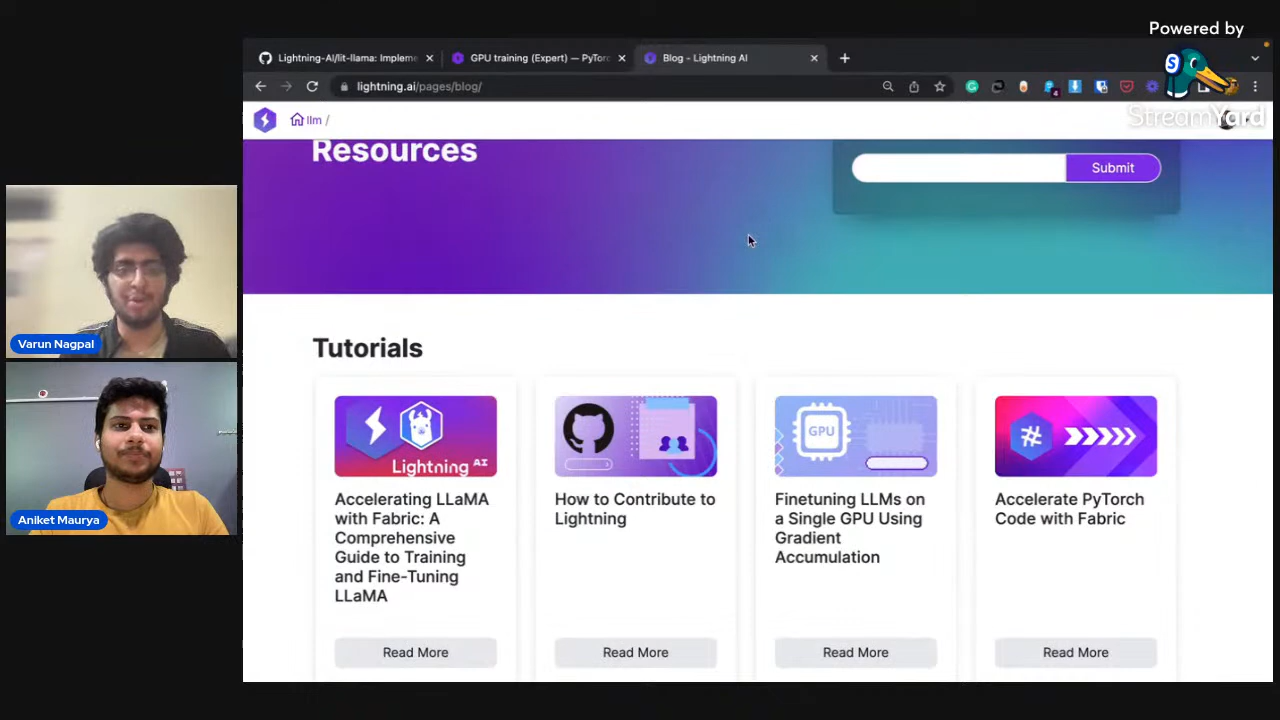 Powered by
StreamYard
Lightning-AI/lit-llama: Impleme
GPU training (Expert) — PyTorc
Blog - Lightning AI
lightning.ai/pages/blog/
llm /
Resources
Submit
Tutorials
Lightning AI
GPU
Accelerating LLaMA
with Fabric: A
Comprehensive
Guide to Training
and Fine-Tuning
LLaMA
Read More
How to Contribute to
Lightning
Read More
Finetuning LLMs on
a Single GPU Using
Gradient
Accumulation
Read More
Accelerate PyTorch
Code with Fabric
Read More
Varun Nagpal
Aniket Maurya